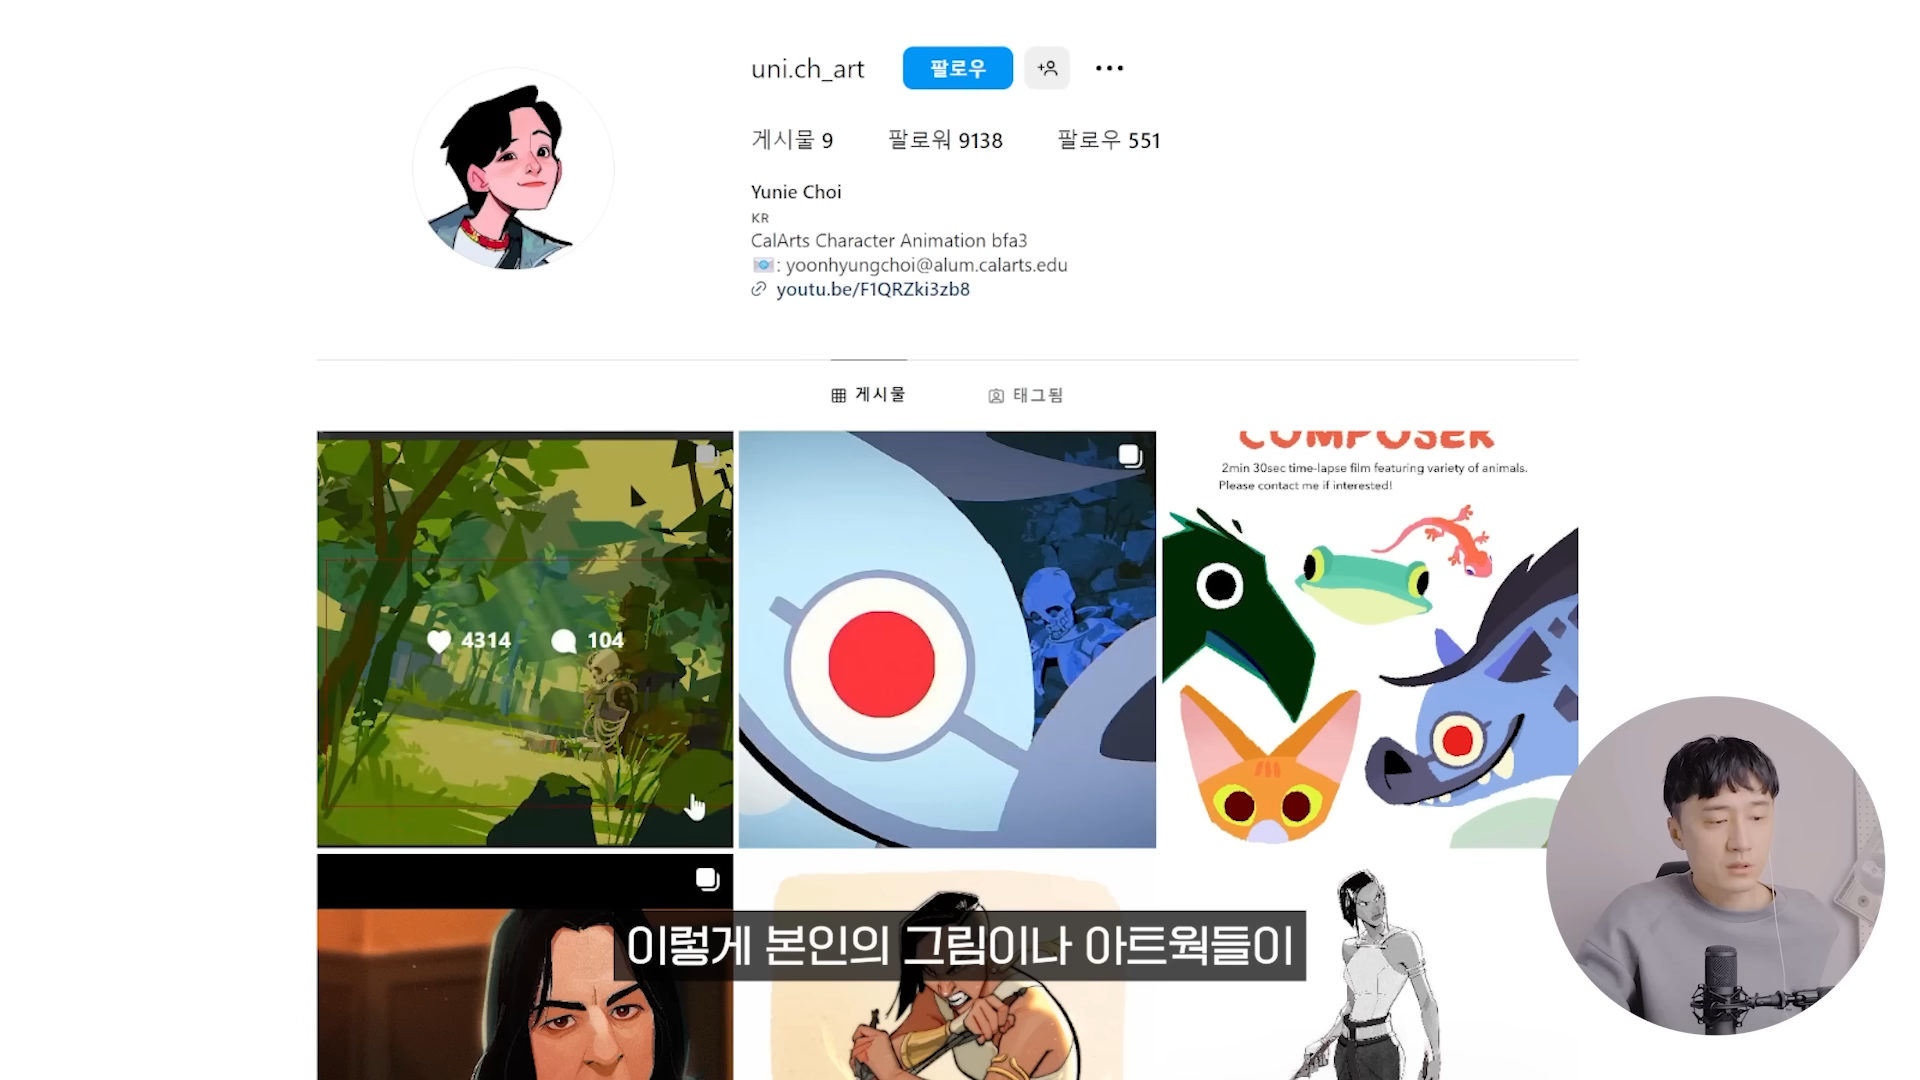 uni.ch_art
팔로우
게시물 9
팔로워 9138
팔로우 551
Yunie Choi
KR
CalArts Character Animation bfa3
: yoonhyungchoi@alum.calarts.edu
youtu.be/F1QRZki3zb8
게시물
태그됨
COMPOSER
2min 30sec time-lapse film featuring variety of animals.
Please contact me if interested!
4314
104
이렇게 본인의 그림이나 아트웍들이